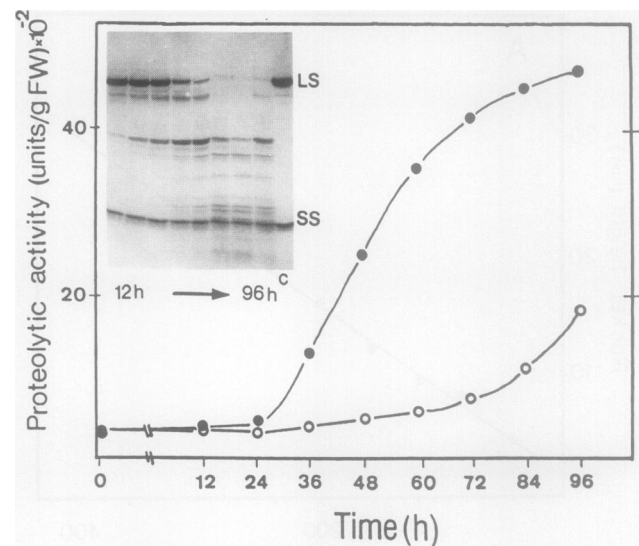 Proteolytic activity (units/g FW)×10⁻²
40
20
LS
SS
12h → 96h c
0 12 24 36 48 60 72 84 96
Time (h)